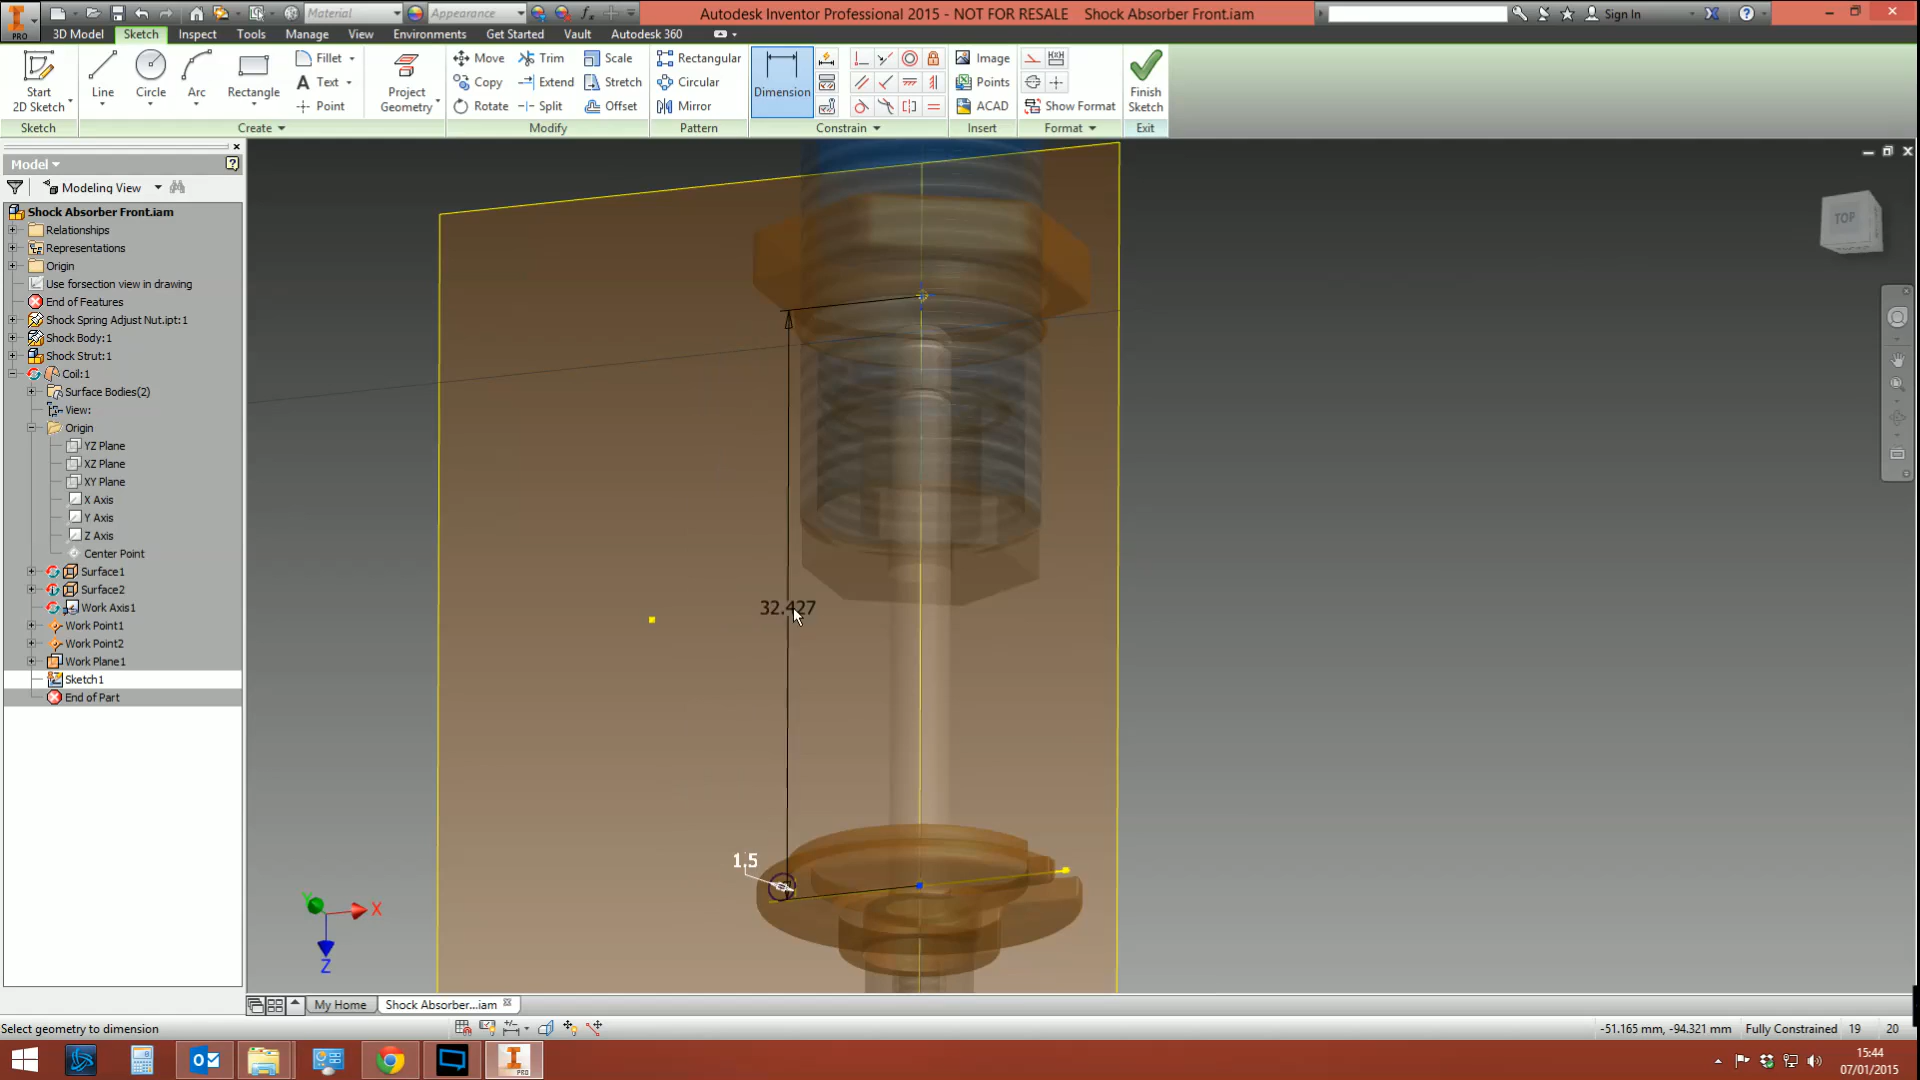 Material
Appearance
Autodesk Inventor Professional 2015 - NOT FOR RESALE Shock Absorber Front.iam
Sign In
PRO
3D Model
Sketch
Inspect
Tools
Manage
View
Environments
Get Started
Vault
Autodesk 360
Start
2D Sketch
Line
Circle
Arc
Rectangle
Fillet
Text
Point
Project
Geometry
Move
Copy
Rotate
Trim
Extend
Split
Scale
Stretch
Offset
Rectangular
Circular
Mirror
Dimension
Image
Points
ACAD
Show Format
Finish
Sketch
Sketch
Create
Modify
Pattern
Constrain
Insert
Format
Exit
Model
Modeling View
Shock Absorber Front.iam
Relationships
Representations
Origin
Use forsection view in drawing
End of Features
Shock Spring Adjust Nut.ipt:1
Shock Body:1
Shock Strut:1
Coil:1
Surface Bodies(2)
View:
Origin
YZ Plane
XZ Plane
XY Plane
X Axis
Y Axis
Z Axis
Center Point
Surface1
Surface2
Work Axis1
Work Point1
Work Point2
Work Plane1
Sketch1
End of Part
TOP
32.427
1.5
Y
X
Z
My Home
Shock Absorber...iam
Select geometry to dimension
-51.165 mm, -94.321 mm
Fully Constrained
19
20
15:44
07/01/2015